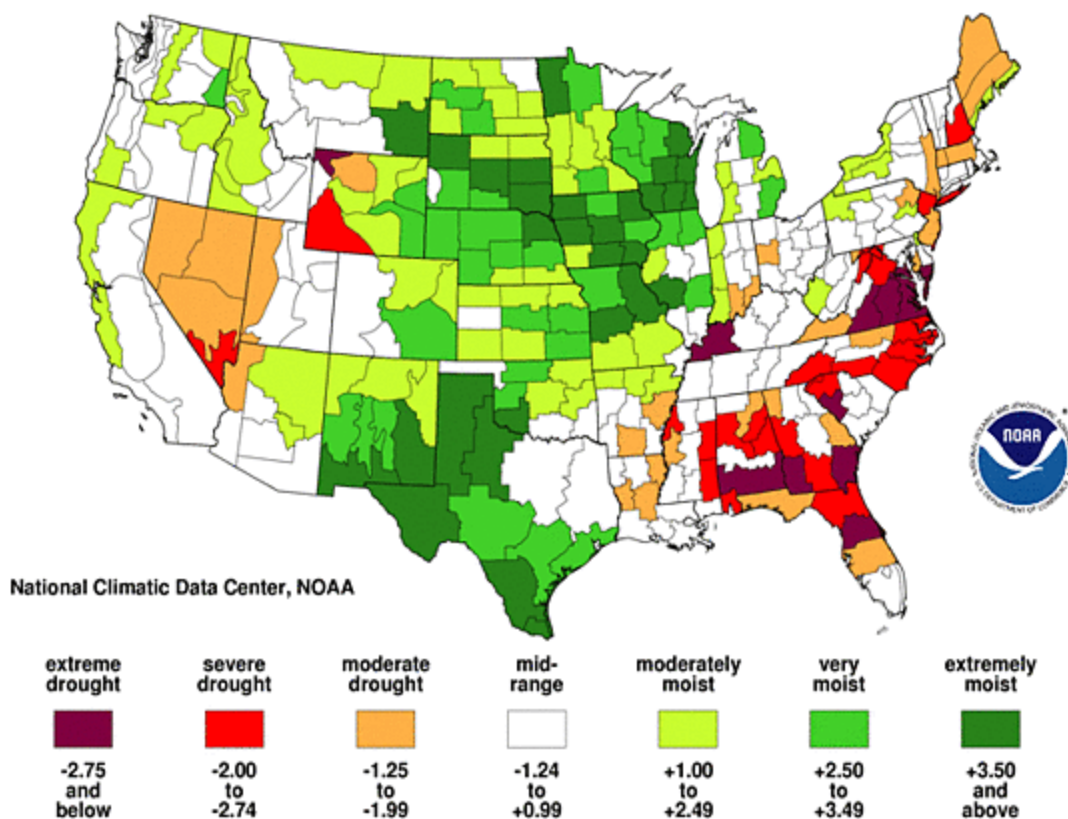 NOAA
National Climatic Data Center, NOAA
extreme drought
severe drought
moderate drought
mid-range
moderately moist
very moist
extremely moist
-2.75 and below
-2.00 to -2.74
-1.25 to -1.99
-1.24 to +0.99
+1.00 to +2.49
+2.50 to +3.49
+3.50 and above